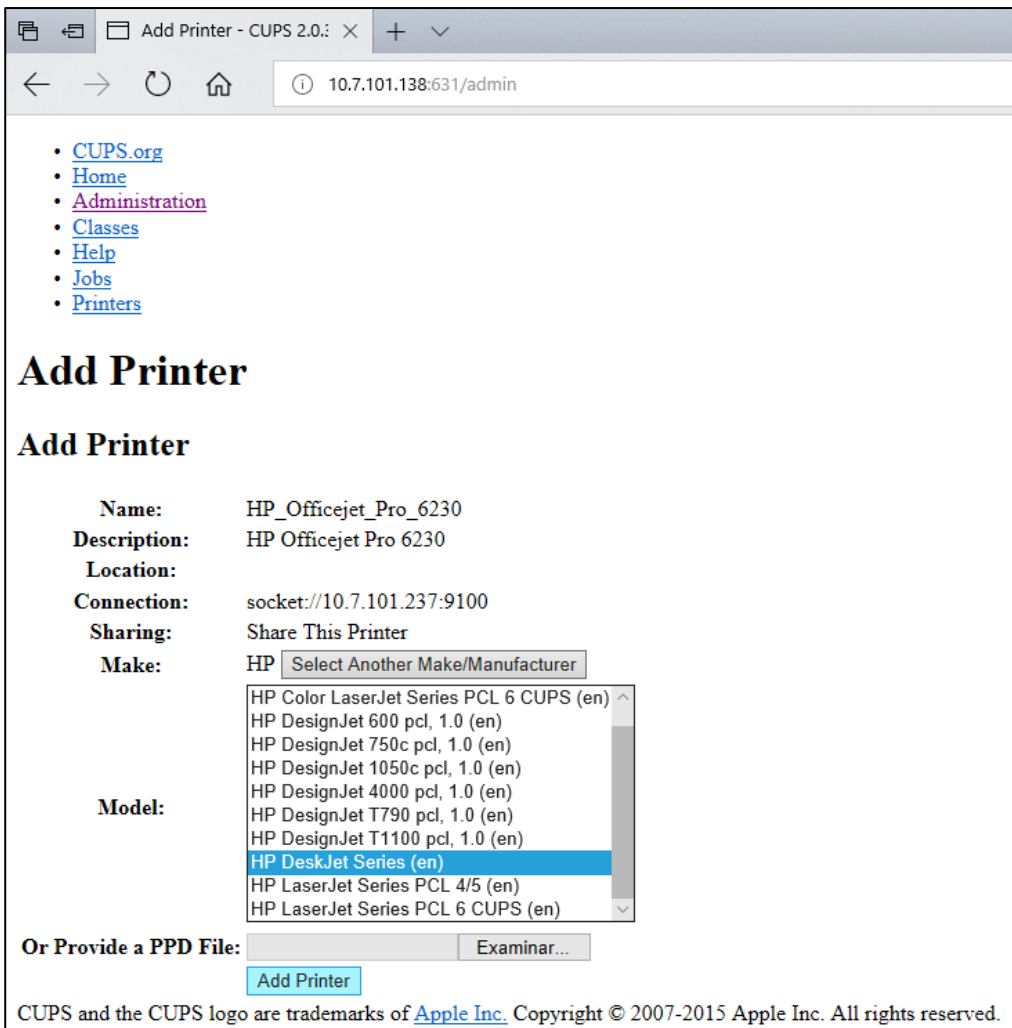 Add Printer - CUPS 2.0.3
10.7.101.138:631/admin
• CUPS.org
• Home
• Administration
• Classes
• Help
• Jobs
• Printers
Add Printer
Add Printer
Name: HP_Officejet_Pro_6230
Description: HP Officejet Pro 6230
Location:
Connection: socket://10.7.101.237:9100
Sharing: Share This Printer
Make: HP Select Another Make/Manufacturer
HP Color LaserJet Series PCL 6 CUPS (en)
HP DesignJet 600 pcl, 1.0 (en)
HP DesignJet 750c pcl, 1.0 (en)
HP DesignJet 1050c pcl, 1.0 (en)
HP DesignJet 4000 pcl, 1.0 (en)
Model:
HP DesignJet T790 pcl, 1.0 (en)
HP DesignJet T1100 pcl, 1.0 (en)
HP DeskJet Series (en)
HP LaserJet Series PCL 4/5 (en)
HP LaserJet Series PCL 6 CUPS (en)
Or Provide a PPD File: Examinar...
Add Printer
CUPS and the CUPS logo are trademarks of Apple Inc. Copyright © 2007-2015 Apple Inc. All rights reserved.